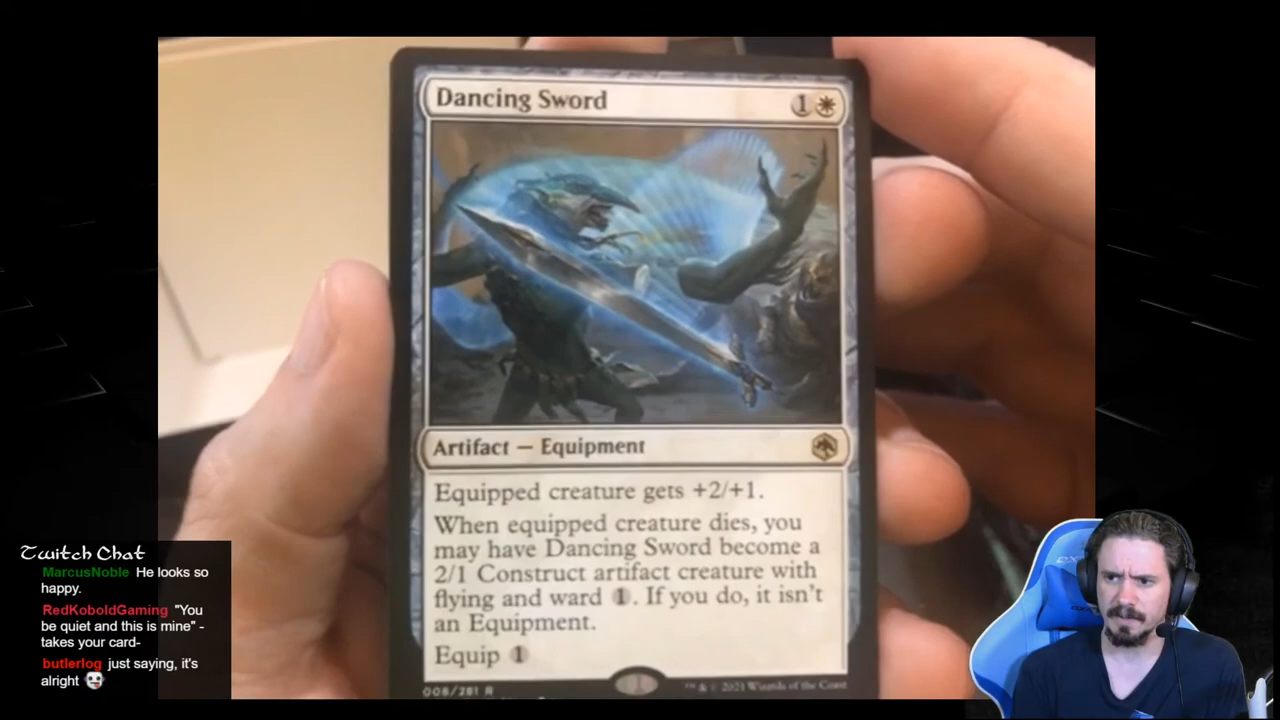 Dancing Sword 1
Artifact — Equipment
Equipped creature gets +2/+1.
When equipped creature dies, you
may have Dancing Sword become a
2/1 Construct artifact creature with
flying and ward 1. If you do, it isn't
an Equipment.
Equip 1
008/281 R
™ & © 2021 Wizards of the Coast
Twitch Chat
MarcusNoble He looks so
happy.
RedKoboldGaming "You
be quiet and this is mine" -
takes your card-
butlerlog just saying, it's
alright